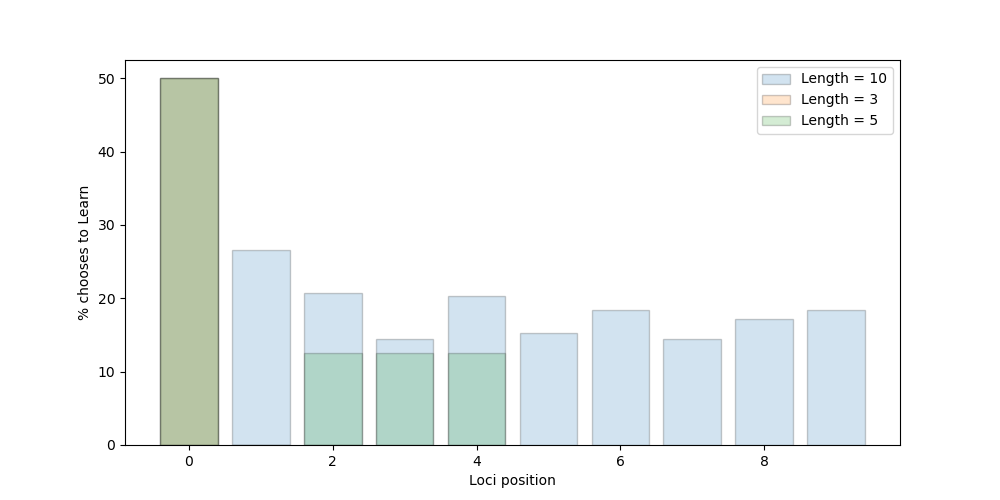 50
40
30
20
10
0
% chooses to Learn
Length = 10
Length = 3
Length = 5
0 2 4 6 8
Loci position